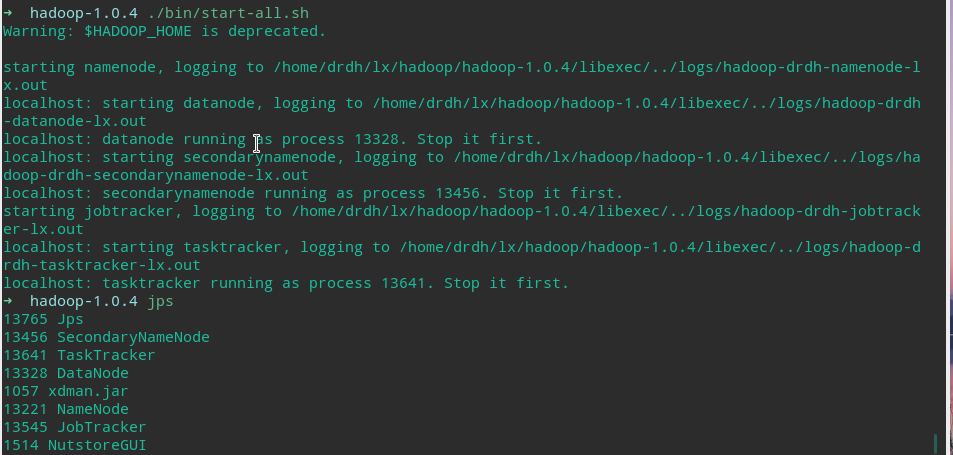 → hadoop-1.0.4 ./bin/start-all.sh
Warning: $HADOOP_HOME is deprecated.
starting namenode, logging to /home/drdh/lx/hadoop/hadoop-1.0.4/libexec/../logs/hadoop-drdh-namenode-l
x.out
localhost: starting datanode, logging to /home/drdh/lx/hadoop/hadoop-1.0.4/libexec/../logs/hadoop-drdh
-datanode-lx.out
localhost: datanode running as process 13328. Stop it first.
localhost: starting secondarynamenode, logging to /home/drdh/lx/hadoop/hadoop-1.0.4/libexec/../logs/ha
doop-drdh-secondarynamenode-lx.out
localhost: secondarynamenode running as process 13456. Stop it first.
starting jobtracker, logging to /home/drdh/lx/hadoop/hadoop-1.0.4/libexec/../logs/hadoop-drdh-jobtrack
er-lx.out
localhost: starting tasktracker, logging to /home/drdh/lx/hadoop/hadoop-1.0.4/libexec/../logs/hadoop-d
rdh-tasktracker-lx.out
localhost: tasktracker running as process 13641. Stop it first.
→ hadoop-1.0.4 jps
13765 Jps
13456 SecondaryNameNode
13641 TaskTracker
13328 DataNode
1057 xdman.jar
13221 NameNode
13545 JobTracker
1514 NutstoreGUI